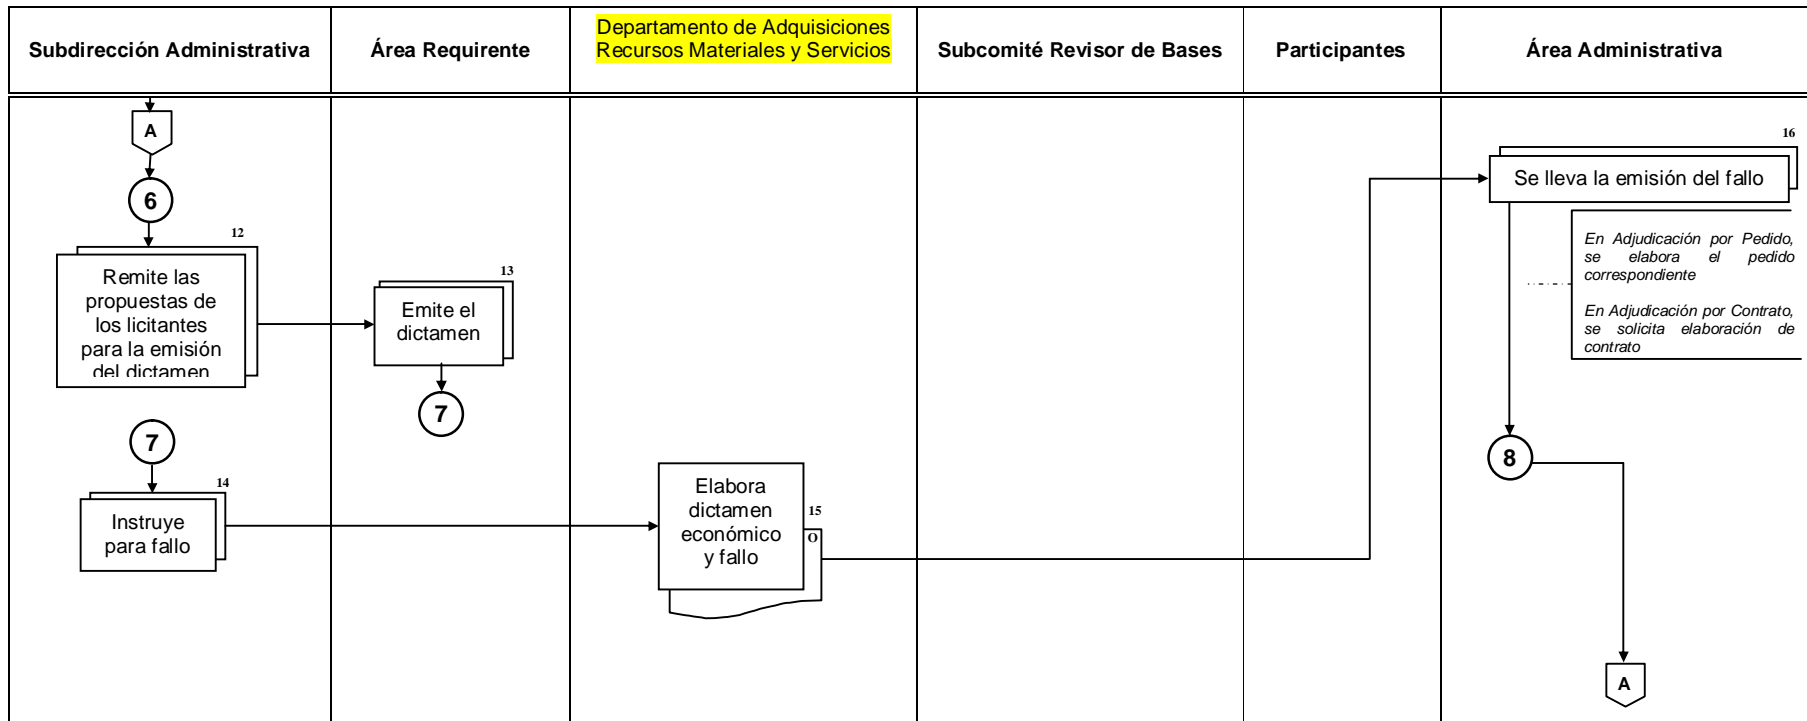 Subdirección Administrativa
Área Requirente
Departamento de Adquisiciones
Recursos Materiales y Servicios
Subcomité Revisor de Bases
Participantes
Área Administrativa
A
6
12
Remite las
propuestas de
los licitantes
para la emisión
del dictamen
13
Emite el
dictamen
7
7
14
Instruye
para fallo
Elabora
dictamen
económico
y fallo
15
O
16
Se lleva la emisión del fallo
En Adjudicación por Pedido,
se elabora el pedido
correspondiente
En Adjudicación por Contrato,
se solicita elaboración de
contrato
8
A